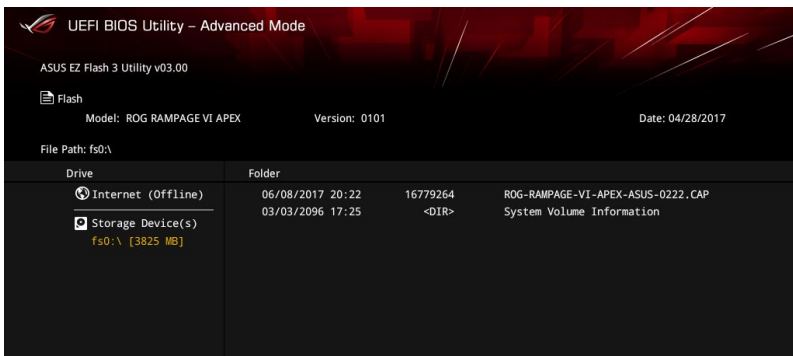 UEFI BIOS Utility – Advanced Mode
ASUS EZ Flash 3 Utility v03.00
Flash
Model: ROG RAMPAGE VI APEX Version: 0101 Date: 04/28/2017
File Path: fs0:\
Drive Folder
Internet (Offline) 06/08/2017 20:22 16779264 ROG-RAMPAGE-VI-APEX-ASUS-0222.CAP
03/03/2096 17:25 <DIR> System Volume Information
Storage Device(s)
fs0:\ [3825 MB]